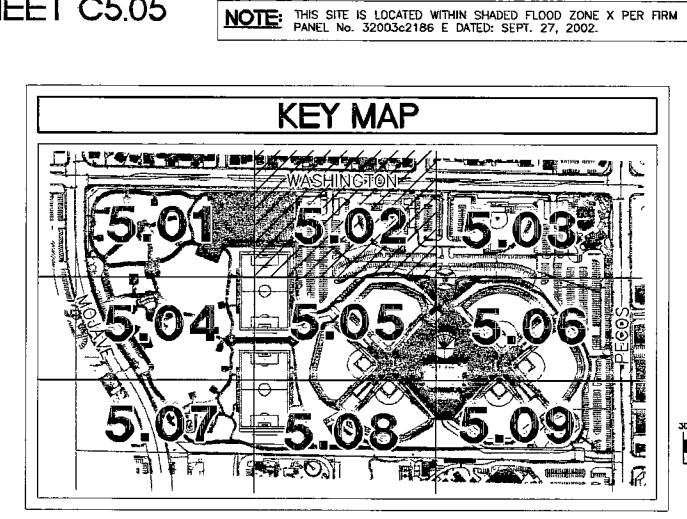 SHEET C5.05
NOTE: THIS SITE IS LOCATED WITHIN SHADED FLOOD ZONE X PER FIRM
PANEL No. 32003c2186 E DATED: SEPT. 27, 2002.
KEY MAP
WASHINGTON
5.01 5.02 5.03
MOJAVE
5.04 5.05 5.06
PECOS
5.07 5.08 5.09
30